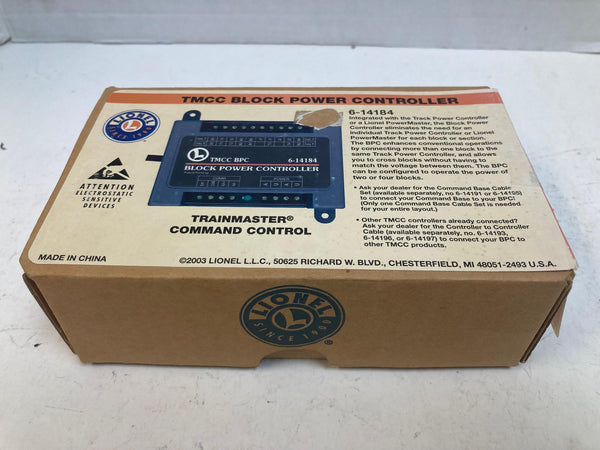 TMCC BLOCK POWER CONTROLLER
LIONEL
SINCE 1900
ATTENTION
ELECTROSTATIC
SENSITIVE
DEVICES
TMCC BPC 6-14184
BLOCK POWER CONTROLLER
POWER
TRAINMASTER®
COMMAND CONTROL
6-14184
Integrated with the Track Power Controller
or a Lionel PowerMaster, the Block Power
Controller eliminates the need for an
individual Track Power Controller or Lionel
PowerMaster for each block or section.
The BPC enhances conventional operations
by connecting more than one block to the
same Track Power Controller, and allows
you to cross blocks without having to
match the voltage between them. The BPC
can be configured to operate the power of
two or four blocks.
• Ask your dealer for the Command Base Cable
Set (available separately, no 6-14191 or 6-14195)
to connect your Command Base to your BPC!
(Only one Command Base Cable Set is needed
for your entire layout.)
• Other TMCC controllers already connected?
Ask your dealer for the Controller to Controller
Cable (available separately, no. 6-14193,
6-14196, or 6-14197) to connect your BPC to
other TMCC products.
MADE IN CHINA
©2003 LIONEL L.L.C., 50625 RICHARD W. BLVD., CHESTERFIELD, MI 48051-2493 U.S.A.
LIONEL
L
SINCE 1900
®